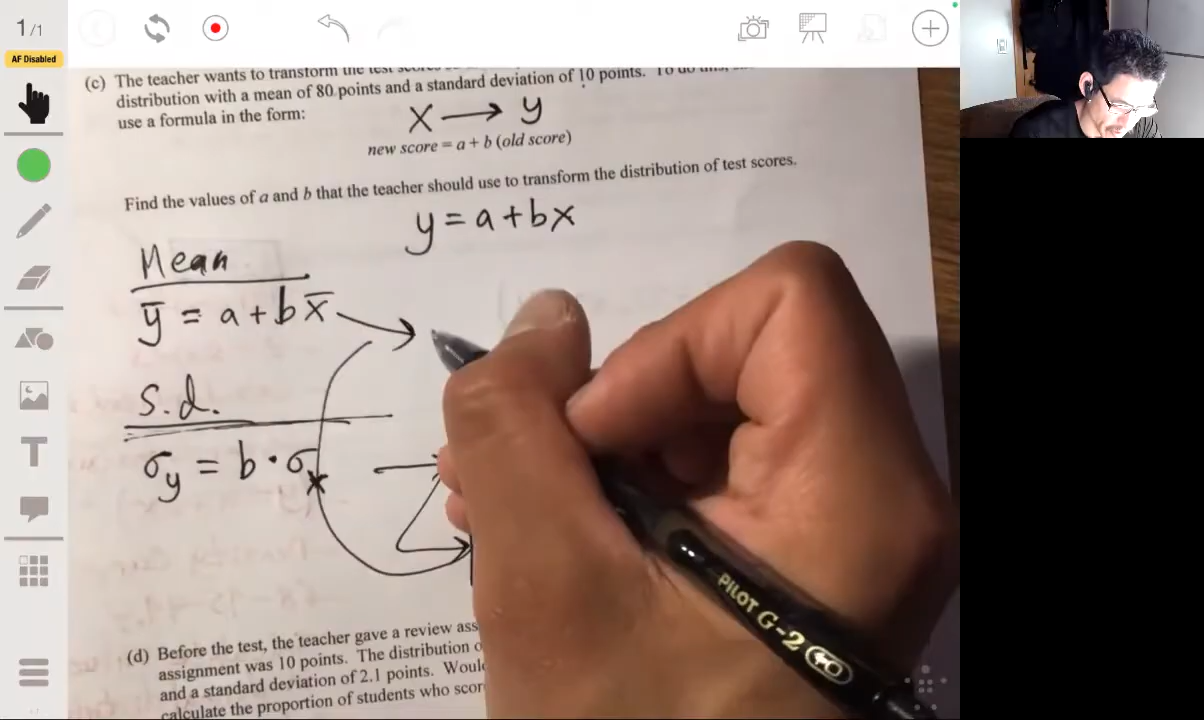 1/1
AF Disabled
(c) The teacher wants to transform the test
distribution with a mean of 80 points and a standard deviation of 10 points. To do
use a formula in the form:
x → y
new score = a + b (old score)
Find the values of a and b that the teacher should use to transform the distribution of test scores.
y = a + bx
Mean
ȳ = a + b x̄
s.d.
σy = b · σx
T
PILOT G-2
(d) Before the test, the teacher gave a review ass
assignment was 10 points. The distribution o
and a standard deviation of 2.1 points. Woul
calculate the proportion of students who scor